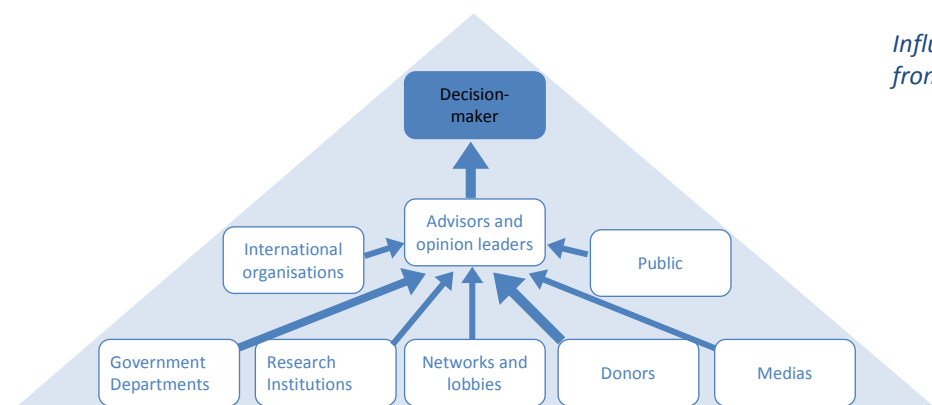 Decision-
maker
Advisors and
opinion leaders
International
organisations
Public
Government
Departments
Research
Institutions
Networks and
lobbies
Donors
Medias